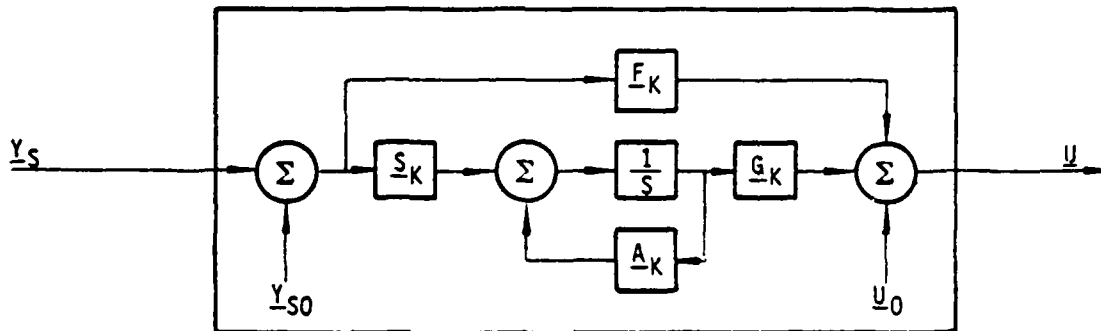 F_K
Y_S
Σ
S_K
Σ
1
S
G_K
Σ
U
A_K
Y_SO
U_O